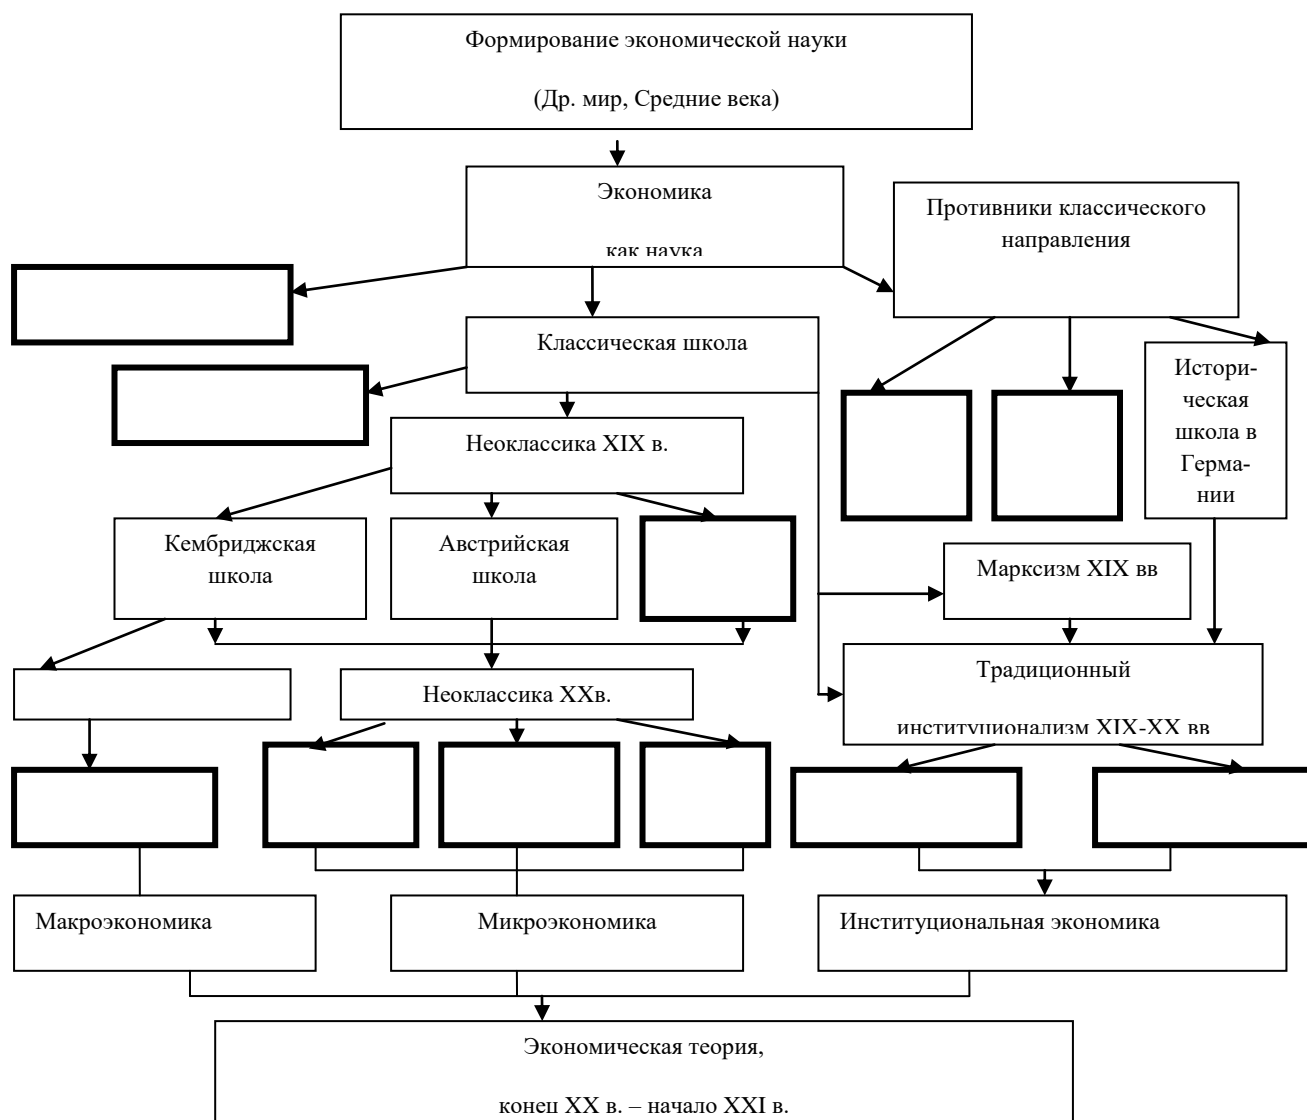 Формирование экономической науки
(Др. мир, Средние века)
Экономика
как наука
Противники классического
направления
Классическая школа
Истори-
ческая
школа в
Герма-
нии
Неоклассика XIX в.
Кембриджская
школа
Австрийская
школа
Марксизм XIX вв
Традиционный
институционализм XIX-XX вв
Неоклассика XXв.
Макроэкономика
Микроэкономика
Институциональная экономика
Экономическая теория,
конец XX в. – начало XXI в.